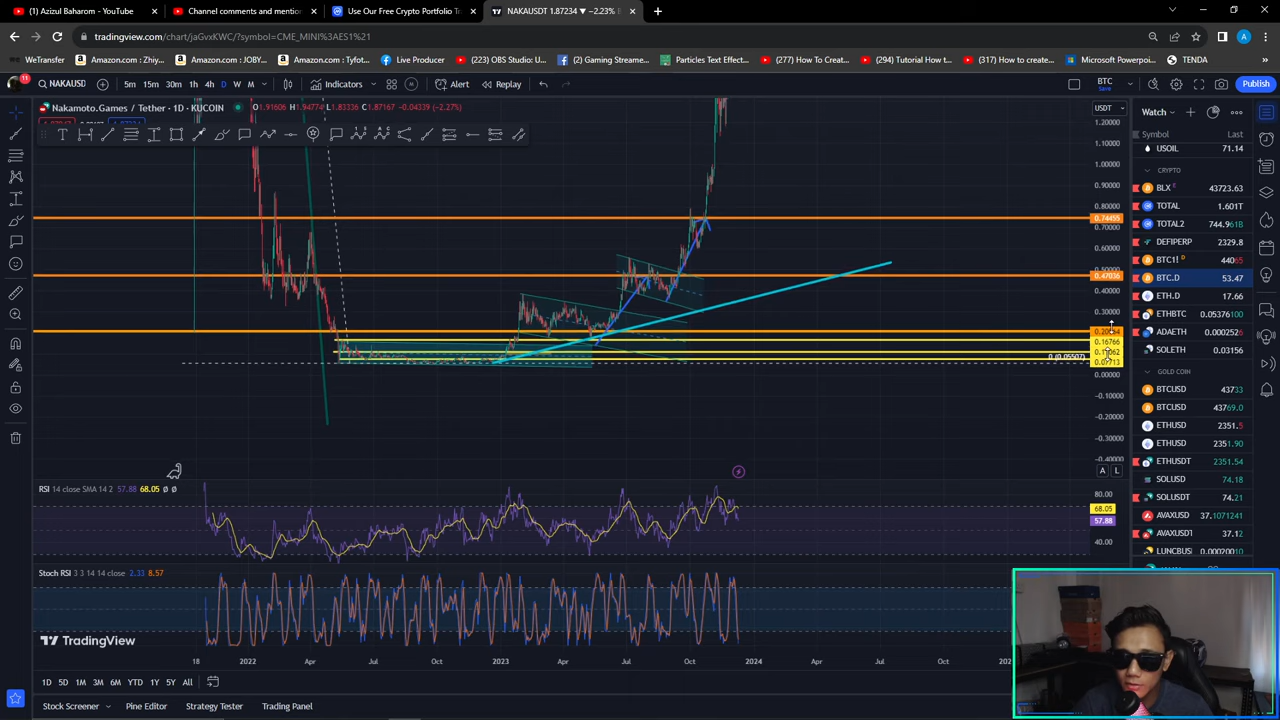 (1) Azizul Baharom - YouTube
Channel comments and mention
Use Our Free Crypto Portfolio T
NAKAUSDT 1.87234 ▼ −2.23%
tradingview.com/chart/jaGvxKWC/?symbol=CME_MINI%3AES1%21
A
WeTransfer
Amazon.com: Zhiy...
Amazon.com: JOBY...
Amazon.com: Tyfot...
Live Producer
(223) OBS Studio: U...
(2) Gaming Streame...
Particles Text Effect...
(277) How To Creat...
(294) Tutorial How t...
(317) How to create...
Microsoft Powerpoi...
TENDA
11
NAKAUSD
5m 15m 30m 1h 4h D W M
Indicators
Alert
Replay
BTC
Save
Publish
Nakamoto.Games / Tether · 1D · KUCOIN
O1.91606 H1.94774 L1.83336 C1.87167 −0.04339 (−2.27%)
USDT
Watch
Symbol
Last
USOIL 71.14
CRYPTO
BLX E 43723.63
TOTAL 1.601T
TOTAL2 744.961B
DEFIPERP 2329.8
BTC1! D 44065
BTC.D 53.47
ETH.D 17.66
ETHBTC 0.05376100
ADAETH 0.0002526
SOLETH 0.03156
GOLD COIN
BTCUSD 43733
BTCUSD 43769.0
ETHUSD 2351.5
ETHUSD 2351.90
ETHUSDT 2351.54
SOLUSD 74.18
SOLUSDT 74.21
AVAXUSD 37.1071241
AVAXUSDT 37.12
LUNCBUS 0.00020010
1.20000
1.10000
1.00000
0.90000
0.80000
0.74455
0.70000
0.60000
0.50000
0.47036
0.40000
0.30000
0.16766
0 (0.05507)
0.00000
−0.10000
−0.20000
−0.30000
−0.40000
A L
RSI 14 close SMA 14 2 57.88 68.05 Ø Ø
80.00
68.05
57.88
40.00
Stoch RSI 3 3 14 14 close 2.33 8.57
TradingView
18 2022 Apr Jul Oct 2023 Apr Jul Oct 2024 Apr Jul Oct
1D 5D 1M 3M 6M YTD 1Y 5Y All
Stock Screener
Pine Editor
Strategy Tester
Trading Panel